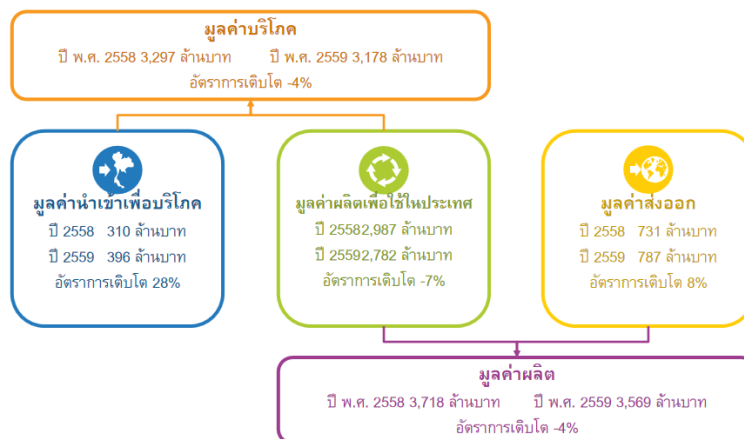 มูลค่าบริโภค
ปี พ.ศ. 2558 3,297 ล้านบาท ปี พ.ศ. 2559 3,178 ล้านบาท
อัตราการเติบโต -4%
มูลค่านำเข้าเพื่อบริโภค
ปี 2558 310 ล้านบาท
ปี 2559 396 ล้านบาท
อัตราการเติบโต 28%
มูลค่าผลิตเพื่อใช้ในประเทศ
ปี 25582,987 ล้านบาท
ปี 25592,782 ล้านบาท
อัตราการเติบโต -7%
มูลค่าส่งออก
ปี 2558 731 ล้านบาท
ปี 2559 787 ล้านบาท
อัตราการเติบโต 8%
มูลค่าผลิต
ปี พ.ศ. 2558 3,718 ล้านบาท ปี พ.ศ. 2559 3,569 ล้านบาท
อัตราการเติบโต -4%